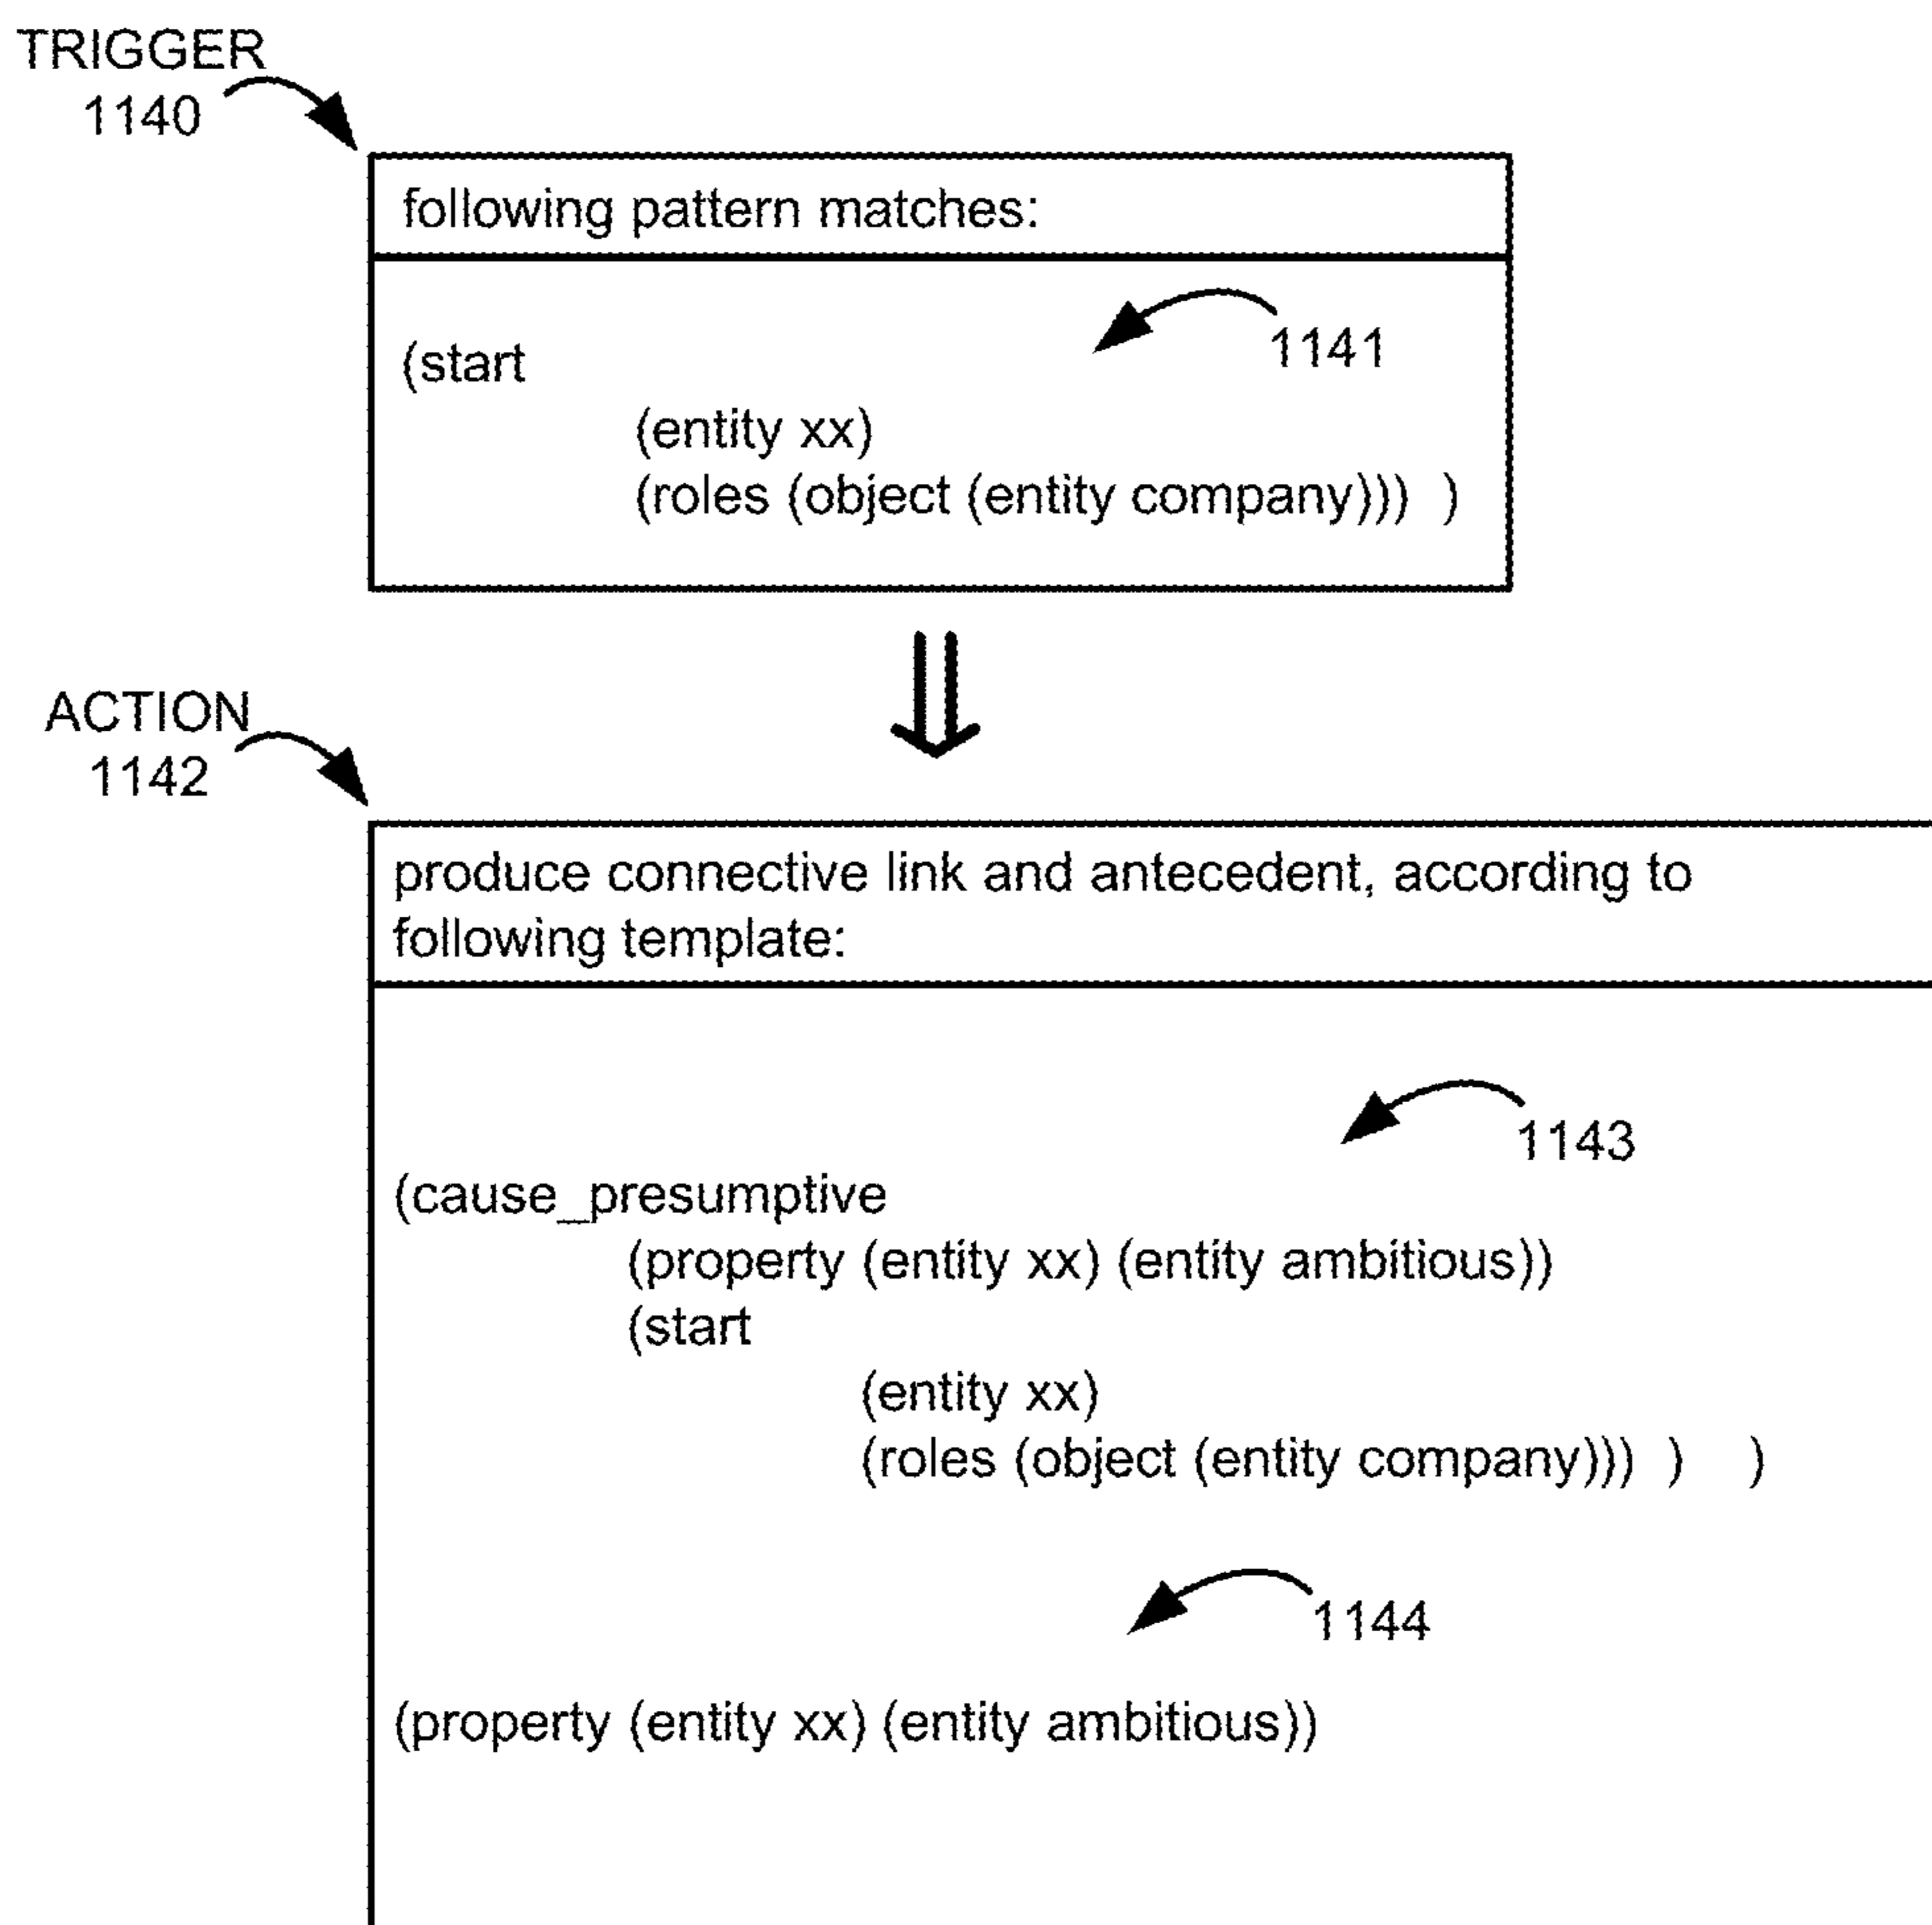 TRIGGER
1140
following pattern matches:
1141
(start
(entity xx)
(roles (object (entity company))) )
ACTION
1142
produce connective link and antecedent, according to
following template:
1143
(cause_presumptive
(property (entity xx) (entity ambitious))
(start
(entity xx)
(roles (object (entity company))) ) )
1144
(property (entity xx) (entity ambitious))